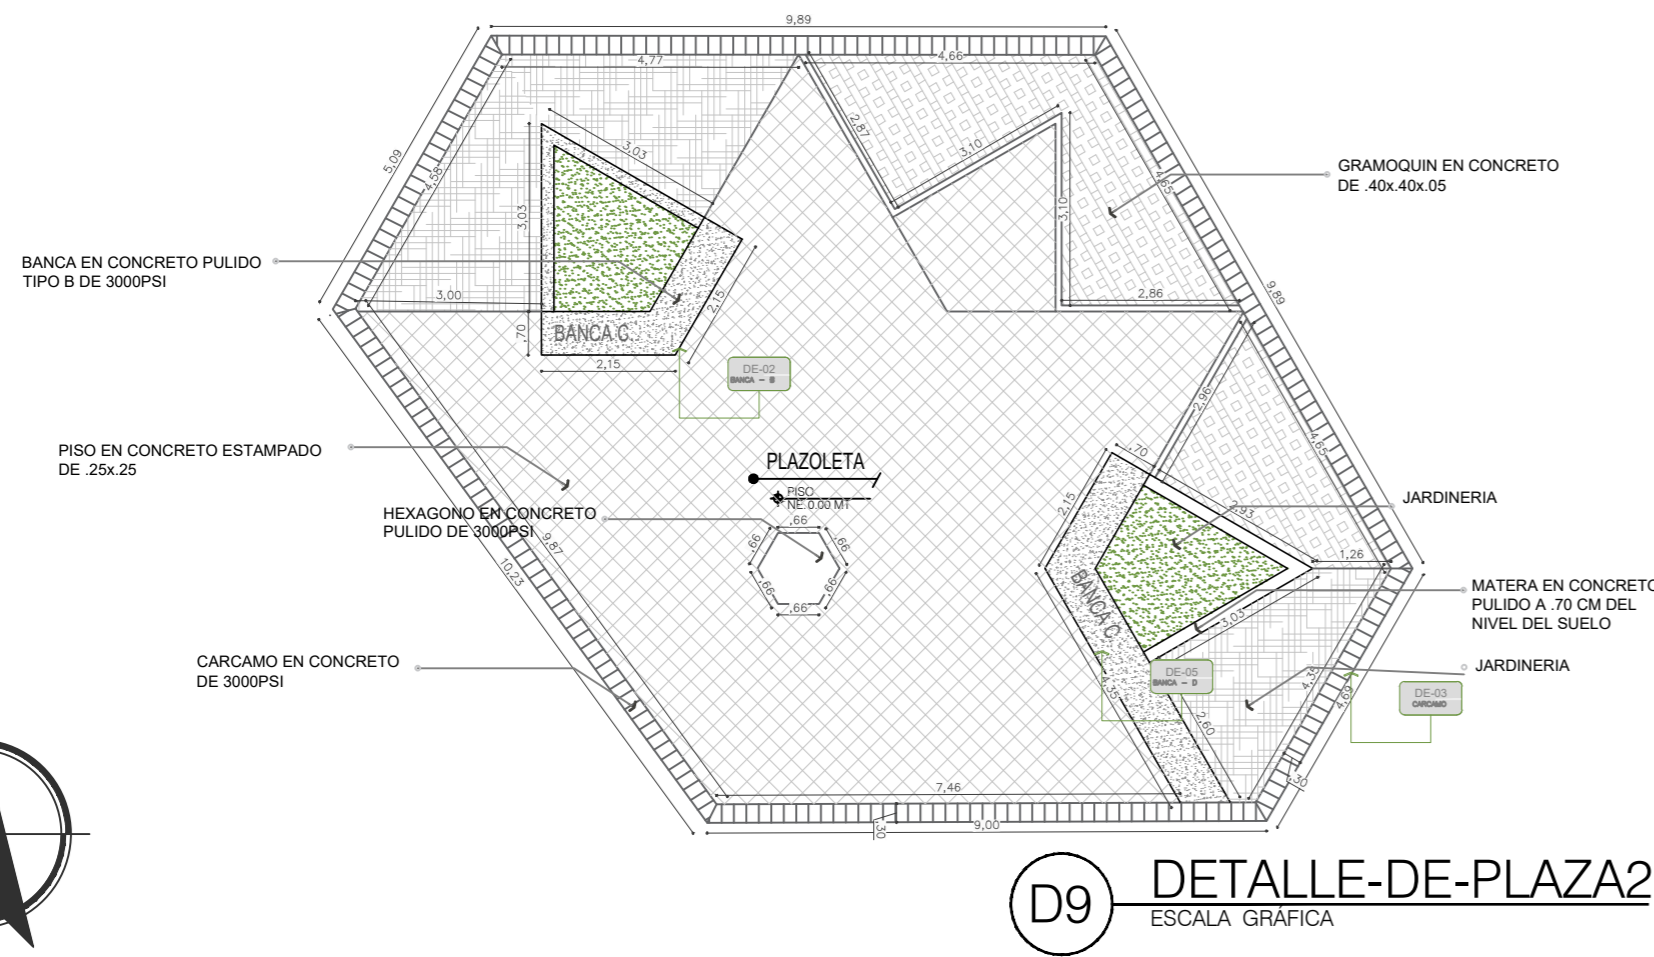 9,89
4,77
4,66
5,09
4,58
3,03
2,87
3,10
4,65
GRAMOQUIN EN CONCRETO
DE .40x.40x.05
3,03
3,10
BANCA EN CONCRETO PULIDO
TIPO B DE 3000PSI
3,00
2,15
2,86
9,89
,70
BANCA C
2,15
DE-02
BANCA - B
2,96
4,65
PISO EN CONCRETO ESTAMPADO
DE .25x.25
PLAZOLETA
PISO
NE:0.00 MT
,70
2,15
2,93
JARDINERIA
HEXAGONO EN CONCRETO
PULIDO DE 3000PSI
,66
,66
,66
,66
,66
,66
9,87
10,23
1,26
BANCA C
MATERA EN CONCRETO
PULIDO A .70 CM DEL
NIVEL DEL SUELO
3,03
CARCAMO EN CONCRETO
DE 3000PSI
JARDINERIA
DE-05
BANCA - D
4,35
4,35
4,69
DE-03
CARCAMO
2,60
,30
7,46
,30
9,00
D9
DETALLE-DE-PLAZA2
ESCALA GRÁFICA